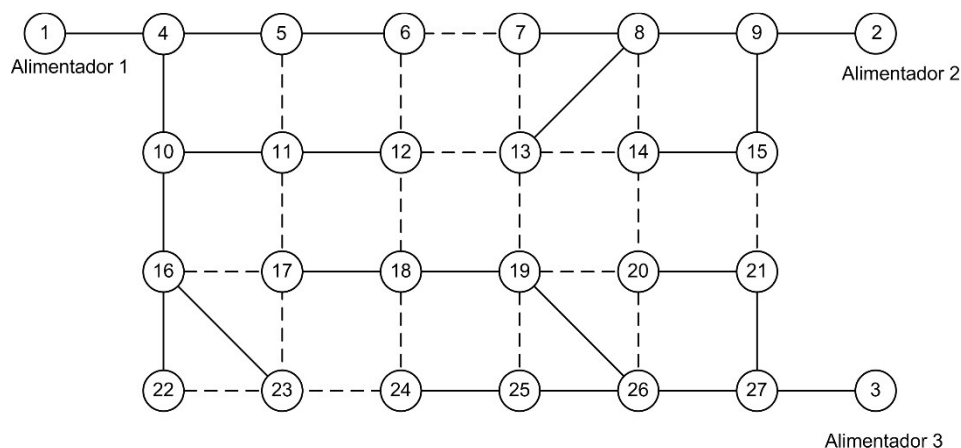 1 4 5 6 7 8 9 2
Alimentador 1
Alimentador 2
10 11 12 13 14 15
16 17 18 19 20 21
22 23 24 25 26 27 3
Alimentador 3